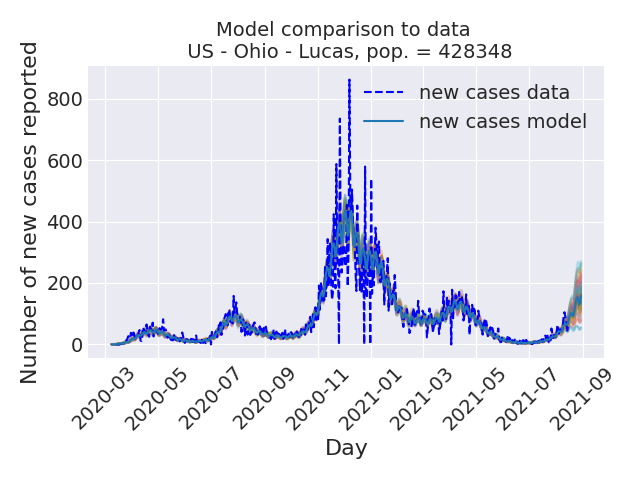 Model comparison to data
US - Ohio - Lucas, pop. = 428348
Number of new cases reported
800
600
400
200
0
new cases data
new cases model
2020-03
2020-05
2020-07
2020-09
2020-11
2021-01
2021-03
2021-05
2021-07
2021-09
Day